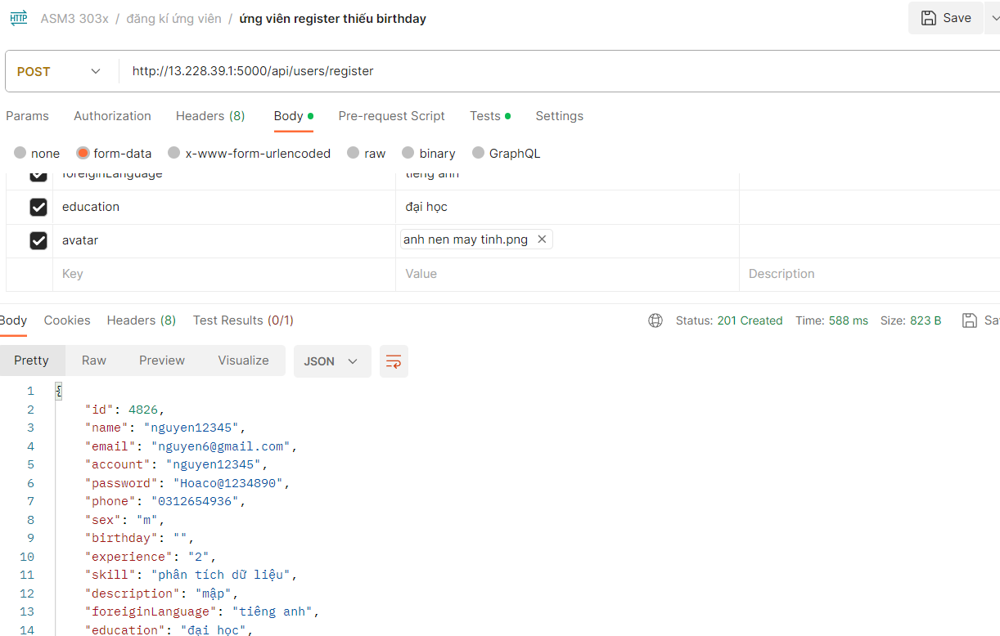 HTTP ASM3 303x / đăng kí ứng viên / ứng viên register thiếu birthday Save
POST http://13.228.39.1:5000/api/users/register
Params Authorization Headers (8) Body Pre-request Script Tests Settings
none form-data x-www-form-urlencoded raw binary GraphQL
foreiginLanguage tiếng anh
education đại học
avatar anh nen may tinh.png
Key Value Description
Body Cookies Headers (8) Test Results (0/1) Status: 201 Created Time: 588 ms Size: 823 B
Pretty Raw Preview Visualize JSON
1 {
2 "id": 4826,
3 "name": "nguyen12345",
4 "email": "nguyen6@gmail.com",
5 "account": "nguyen12345",
6 "password": "Hoaco@1234890",
7 "phone": "0312654936",
8 "sex": "m",
9 "birthday": "",
10 "experience": "2",
11 "skill": "phân tích dữ liệu",
12 "description": "mập",
13 "foreiginLanguage": "tiêng anh",
14 "education": "đại học",